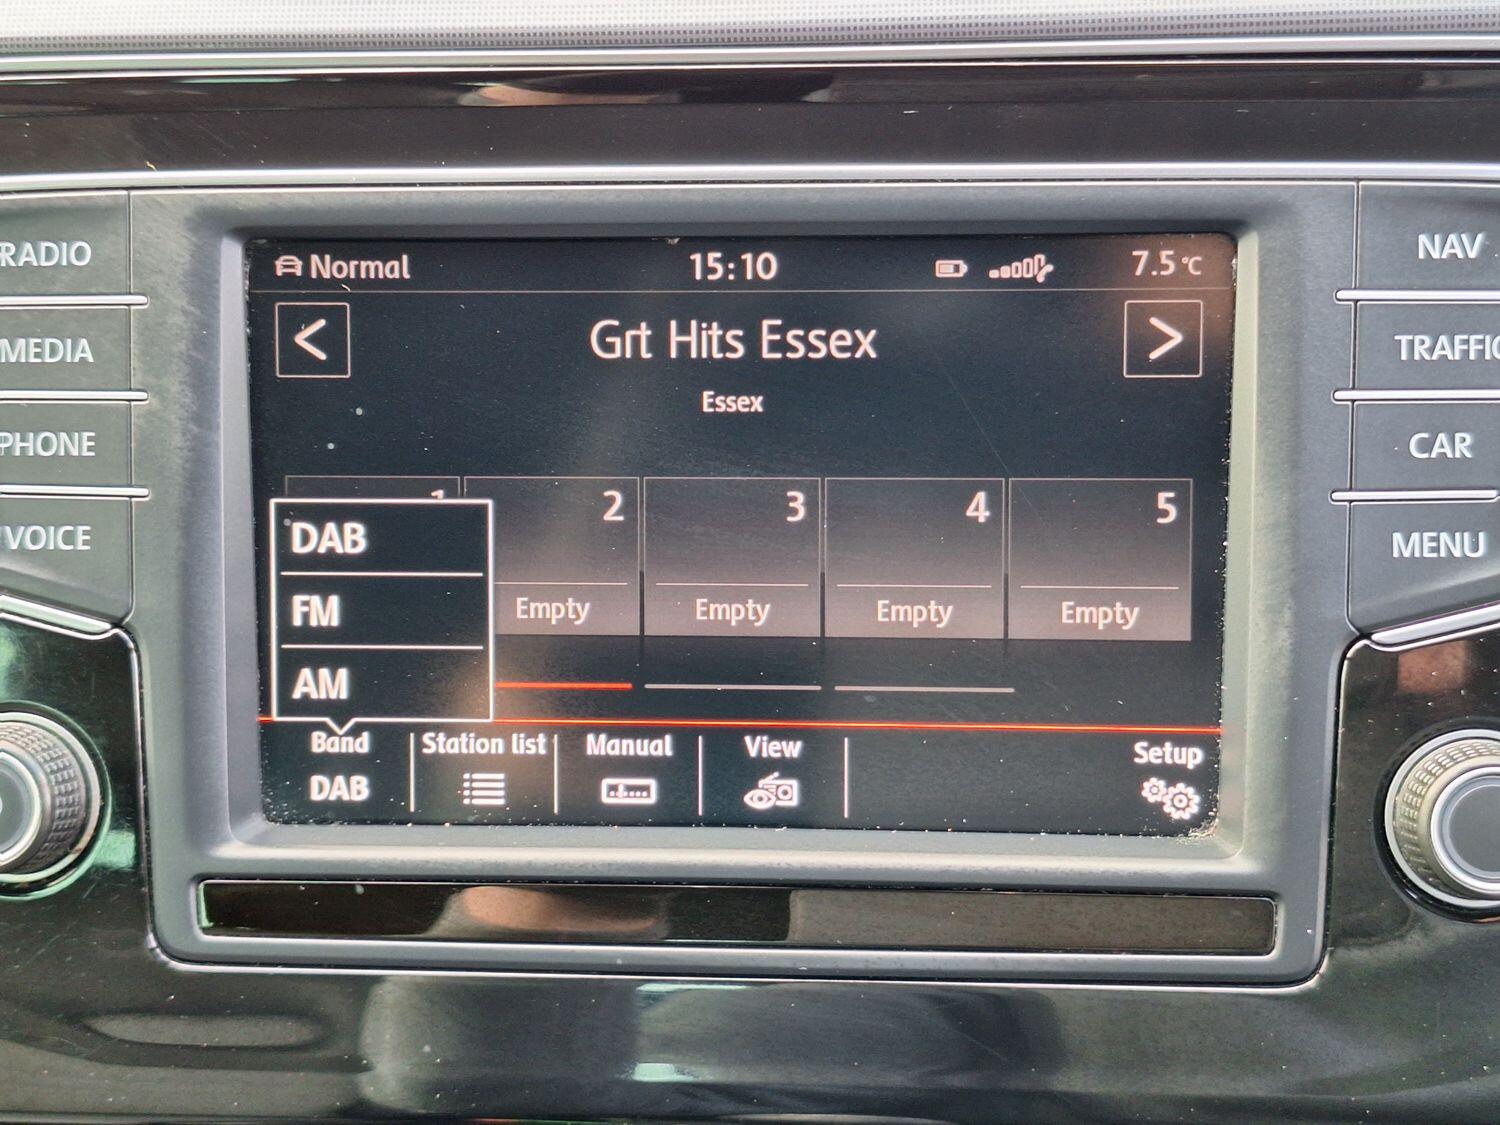 RADIO
MEDIA
PHONE
VOICE
Normal
15:10
7.5 °C
<
Grt Hits Essex
>
Essex
1
2
3
4
5
Empty
Empty
Empty
Empty
DAB
FM
AM
Band
DAB
Station list
Manual
View
Setup
NAV
TRAFFIC
CAR
MENU